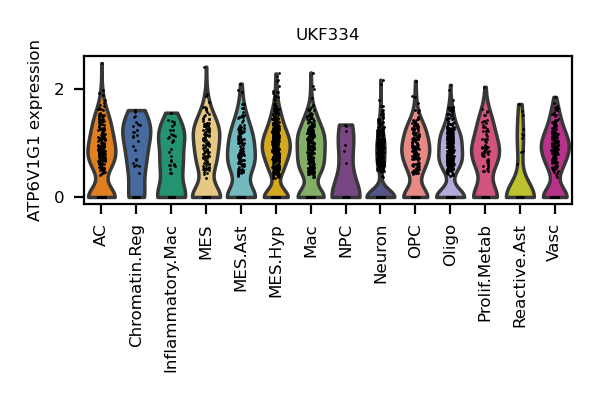 UKF334
ATP6V1G1 expression
2
0
AC
Chromatin.Reg
Inflammatory.Mac
MES
MES.Ast
MES.Hyp
Mac
NPC
Neuron
OPC
Oligo
Prolif.Metab
Reactive.Ast
Vasc